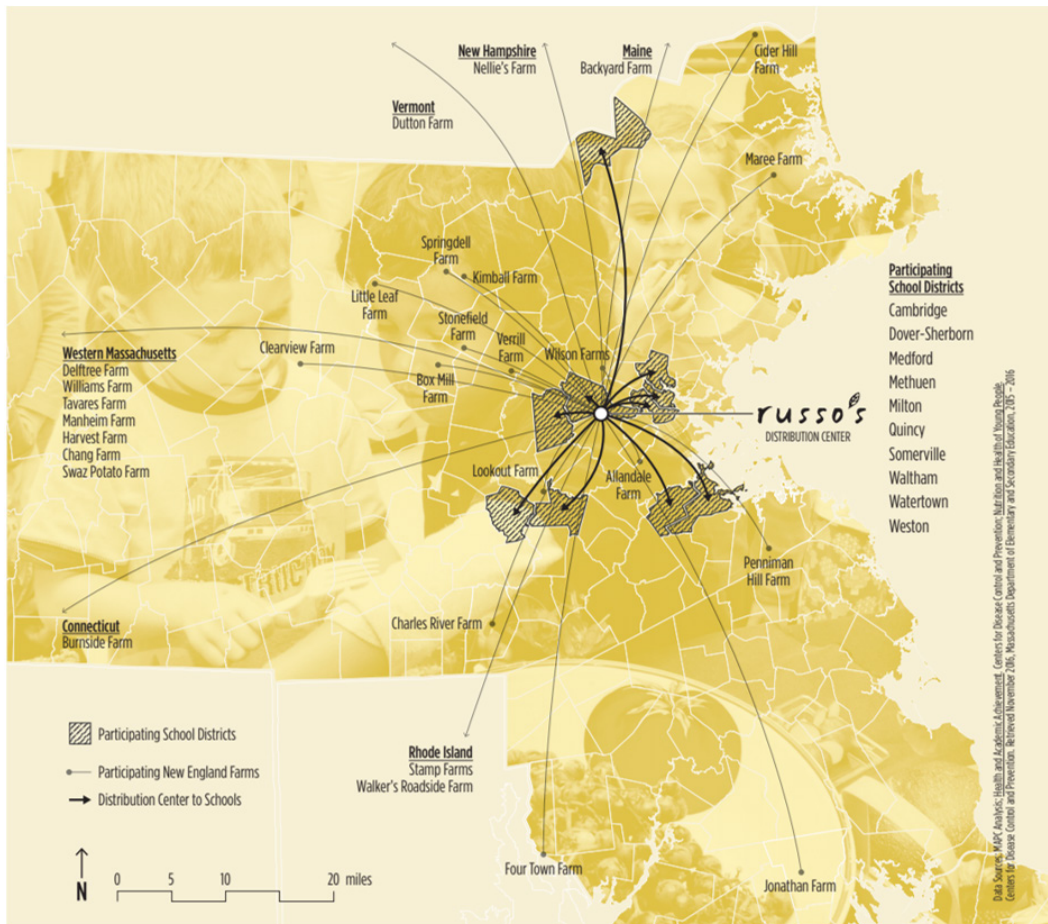 New Hampshire
Nellie's Farm
Maine
Backyard Farm
Cider Hill
Farm
Vermont
Dutton Farm
Maree Farm
Springdell
Farm
Kimball Farm
Little Leaf
Farm
Stonefield
Farm
Verrill
Farm
Wilson Farms
Clearview Farm
Box Mill
Farm
Western Massachusetts
Delftree Farm
Williams Farm
Tavares Farm
Manheim Farm
Harvest Farm
Chang Farm
Swaz Potato Farm
Participating
School Districts
Cambridge
Dover-Sherborn
Medford
Methuen
Milton
Quincy
Somerville
Waltham
Watertown
Weston
russo's
DISTRIBUTION CENTER
Lookout Farm
Allandale
Farm
Penniman
Hill Farm
Connecticut
Burnside Farm
Charles River Farm
Rhode Island
Stamp Farms
Walker's Roadside Farm
Four Town Farm
Jonathan Farm
Participating School Districts
Participating New England Farms
Distribution Center to Schools
N
0 5 10 20 miles
Data Sources: MAPC Analysis; Health and Academic Achievement, Centers for Disease Control and Prevention; Nutrition and Health of Young People,
Centers for Disease Control and Prevention. Retrieved November 2016, Massachusetts Department of Elementary and Secondary Education, 2015 – 2016